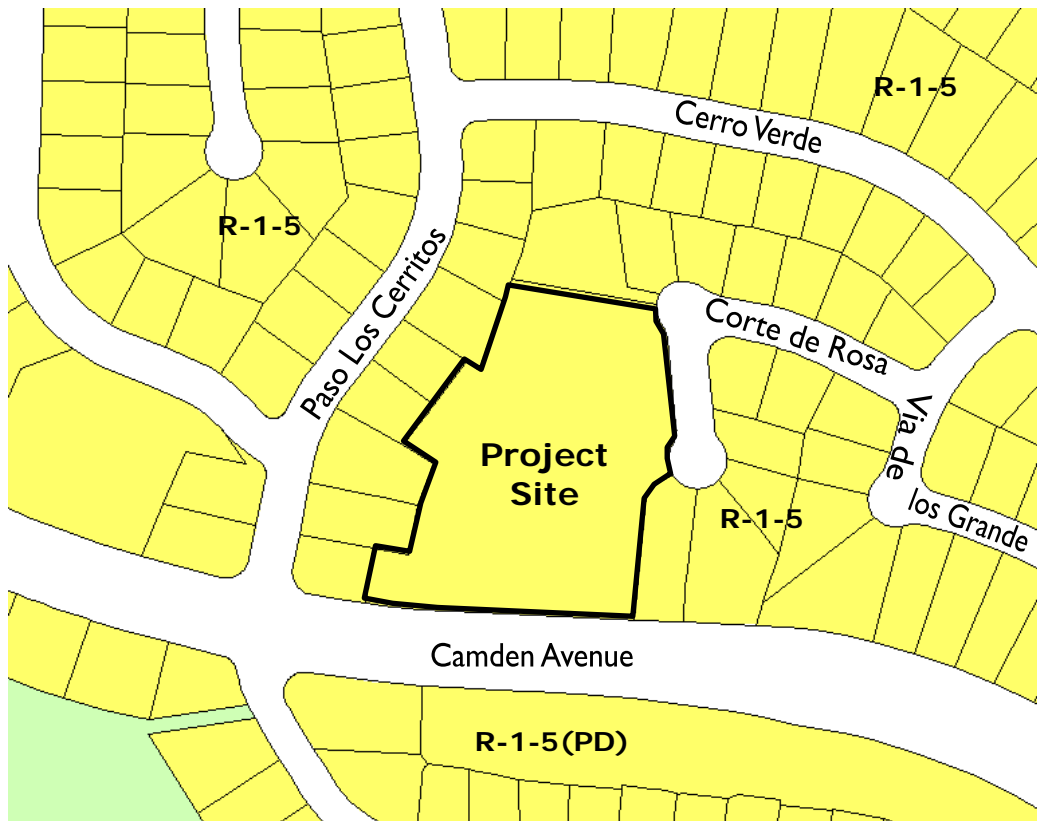 R-1-5
Cerro Verde
R-1-5
Paso Los Cerritos
Corte de Rosa
Via de
los Grande
Project
Site
R-1-5
Camden Avenue
R-1-5(PD)